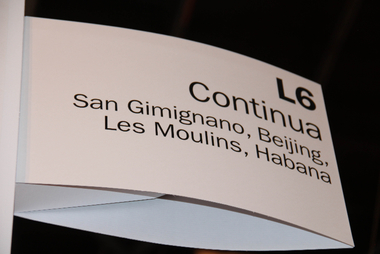 L6
Continua
San Gimignano, Beijing,
Les Moulins, Habana